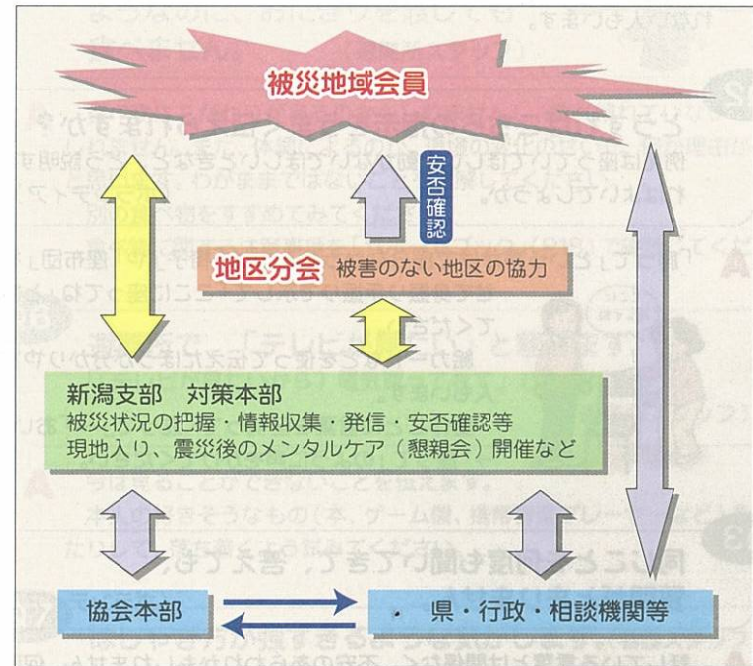 被災地域会員
安否確認
地区分会 被害のない地区の協力
新潟支部 対策本部
被災状況の把握・情報収集・発信・安否確認等
現地入り、震災後のメンタルケア（懇親会）開催など
協会本部
県・行政・相談機関等